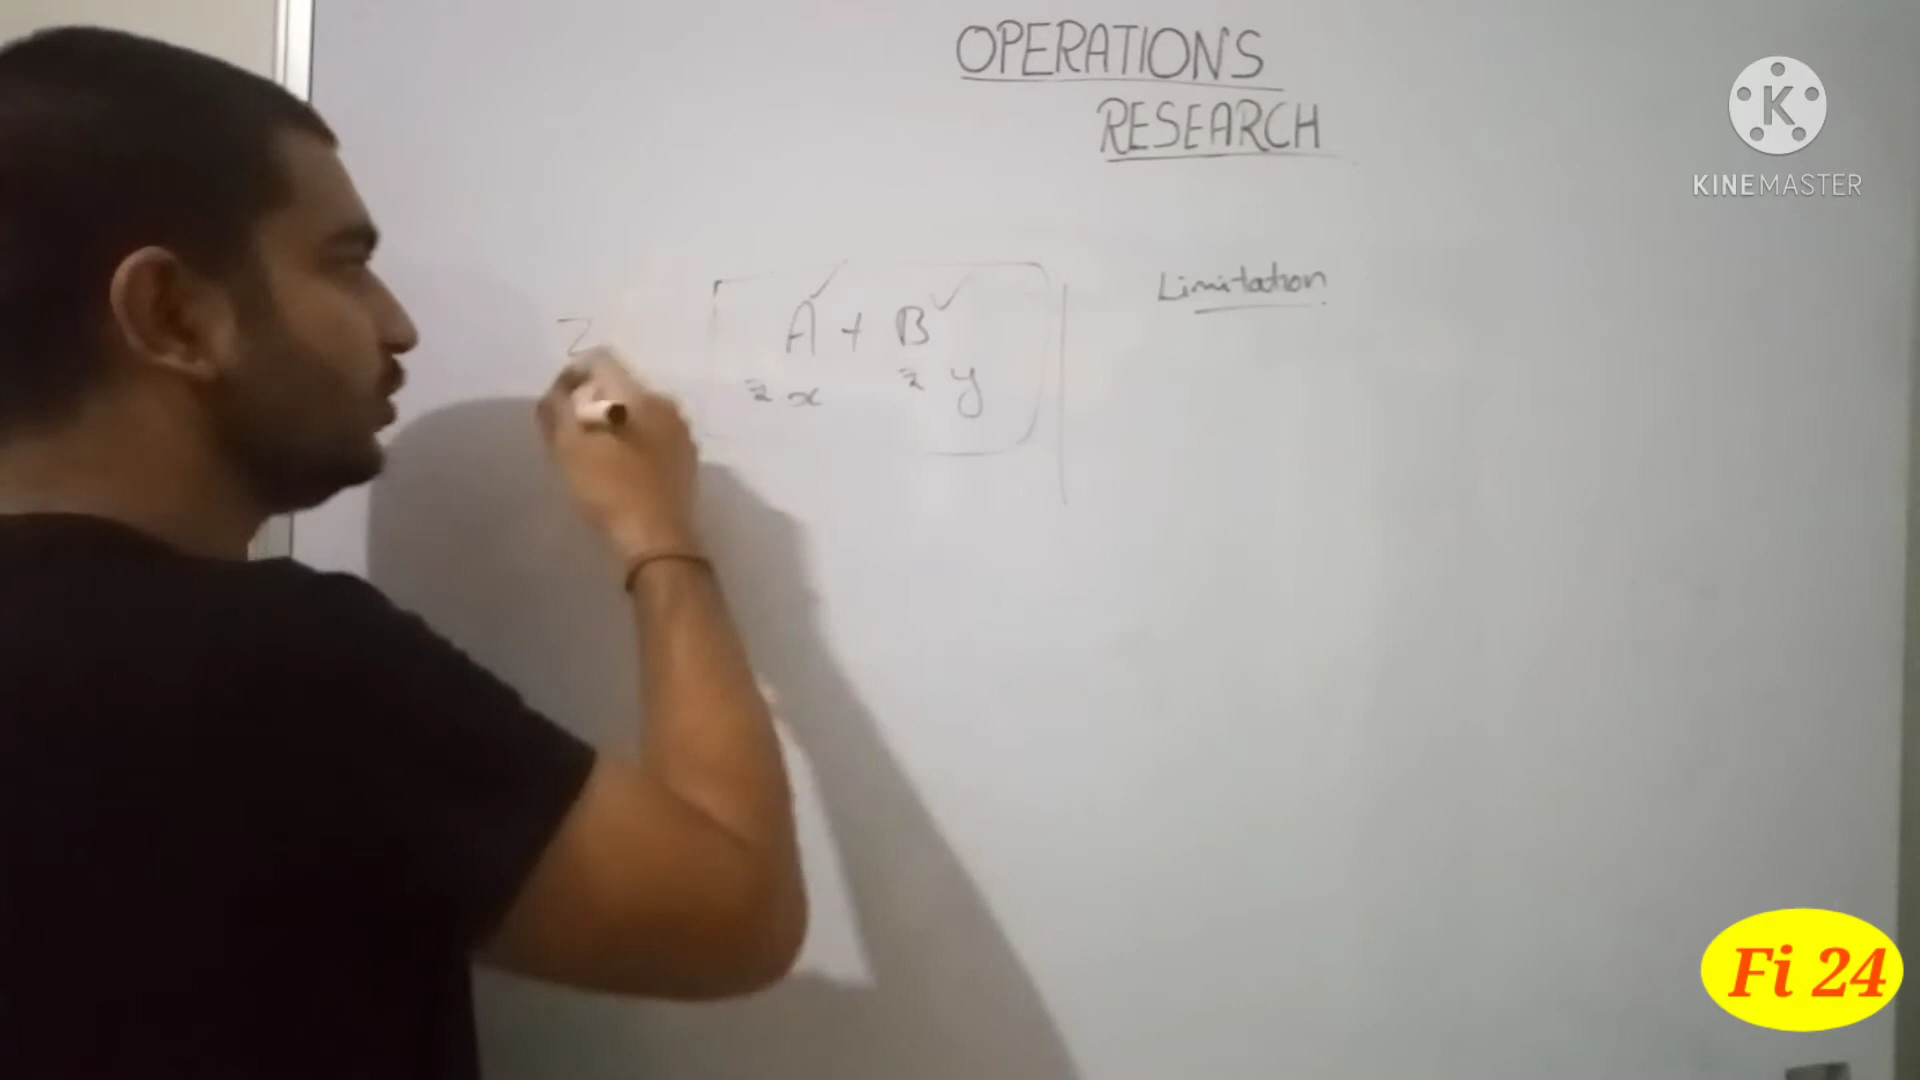 OPERATIONS
RESEARCH
KINEMASTER
Limitation
Z
A + B
x y
Fi 24